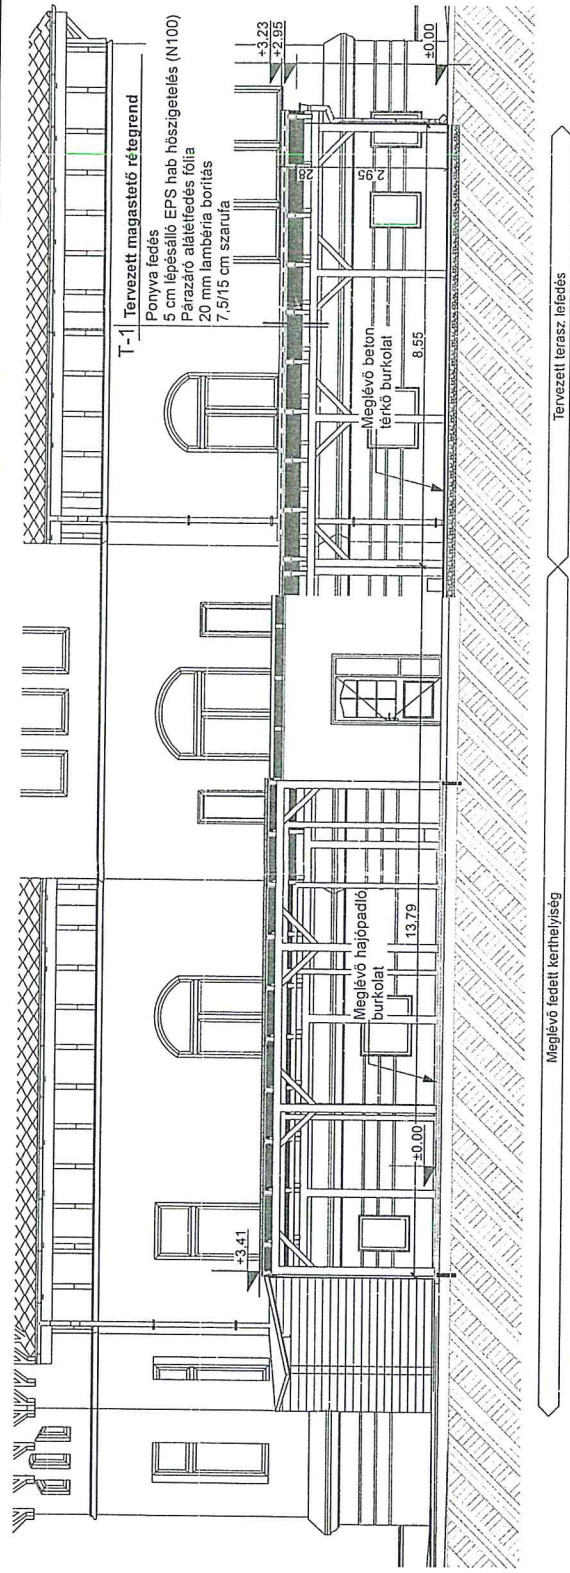 T-1 Tervezett magastető rétegrend
Ponyva fedés
5 cm lépésálló EPS hab hőszigetelés (N100)
Párazáró alátétfedés fólia
20 mm lambéria borítás
7,5/15 cm szarufa
+3,23
+2,95
±0,00
28
2,95
Meglévő beton
térkő burkolat
8,55
Meglévő hajópadló
burkolat
13,79
+3,41
±0,00
Meglévő fedett kerthelyiség
Tervezett terasz lefedés